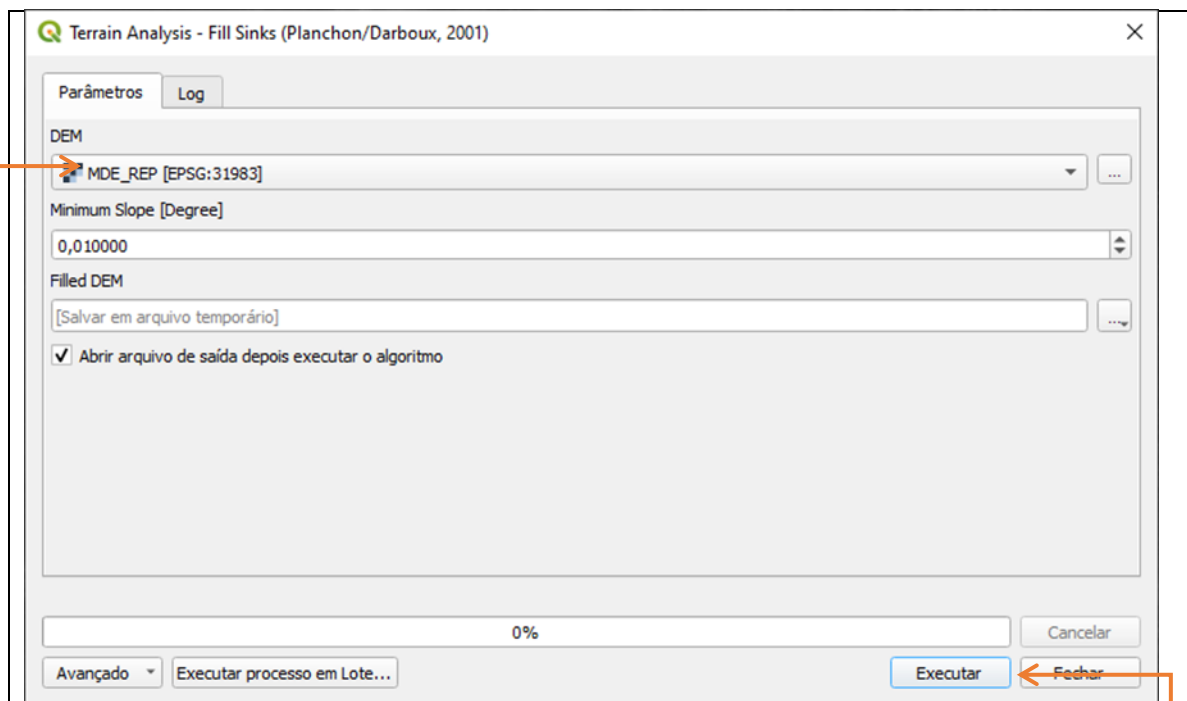 Terrain Analysis - Fill Sinks (Planchon/Darboux, 2001)
Parâmetros Log
DEM
MDE_REP [EPSG:31983]
...
Minimum Slope [Degree]
0,010000
Filled DEM
[Salvar em arquivo temporário]
...
Abrir arquivo de saída depois executar o algoritmo
0% Cancelar
Avançado Executar processo em Lote... Executar Fechar